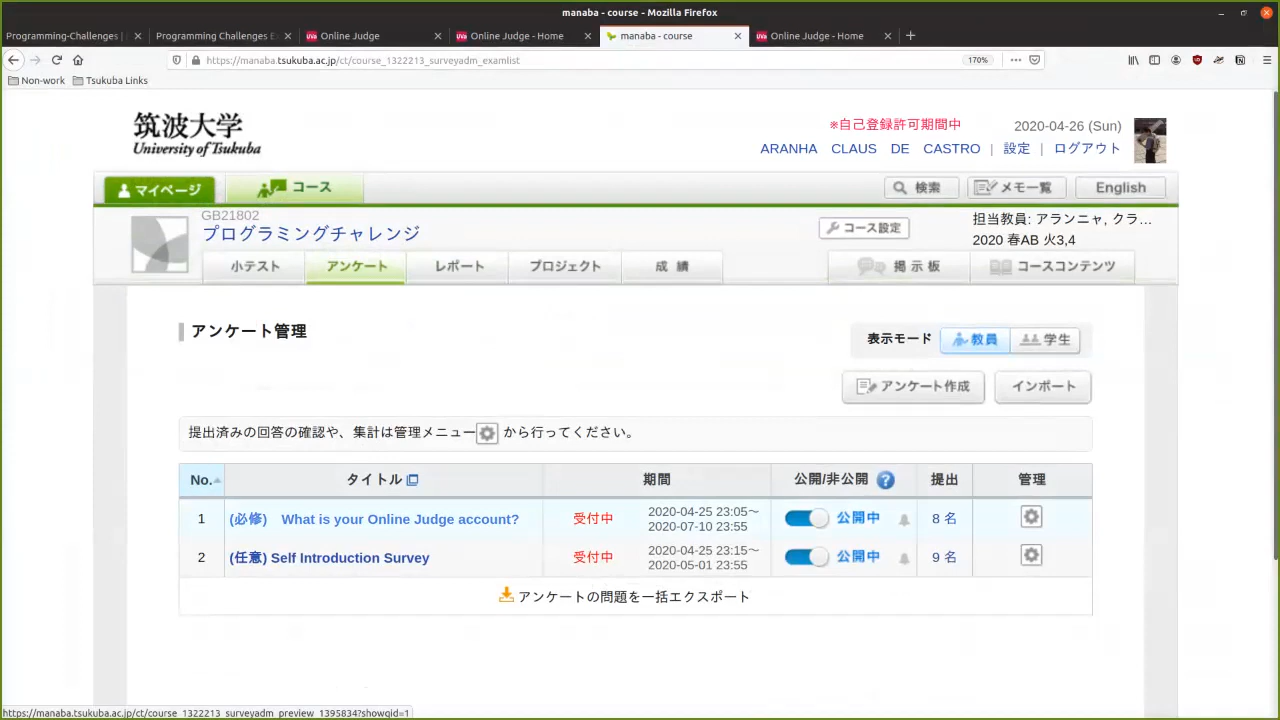 manaba - course - Mozilla Firefox
Programming-Challenges |
Programming Challenges E
Online Judge
Online Judge - Home
manaba - course
Online Judge - Home
https://manaba.tsukuba.ac.jp/ct/course_1322213_surveyadm_examlist
170%
Non-work
Tsukuba Links
筑波大学
University of Tsukuba
※自己登録許可期間中
2020-04-26 (Sun)
ARANHA CLAUS DE CASTRO | 設定 | ログアウト
マイページ
コース
検索
メモ一覧
English
GB21802
プログラミングチャレンジ
コース設定
担当教員: アランニャ, クラ...
2020 春AB 火3,4
小テスト
アンケート
レポート
プロジェクト
成績
掲示板
コースコンテンツ
アンケート管理
表示モード
教員
学生
アンケート作成
インポート
提出済みの回答の確認や、集計は管理メニュー から行ってください。
No. タイトル 期間 公開/非公開 ? 提出 管理
1 (必修) What is your Online Judge account? 受付中 2020-04-25 23:05～ 2020-07-10 23:55 公開中 8 名
2 (任意) Self Introduction Survey 受付中 2020-04-25 23:15～ 2020-05-01 23:55 公開中 9 名
アンケートの問題を一括エクスポート
https://manaba.tsukuba.ac.jp/ct/course_1322213_surveyadm_preview_1395834?showqid=1